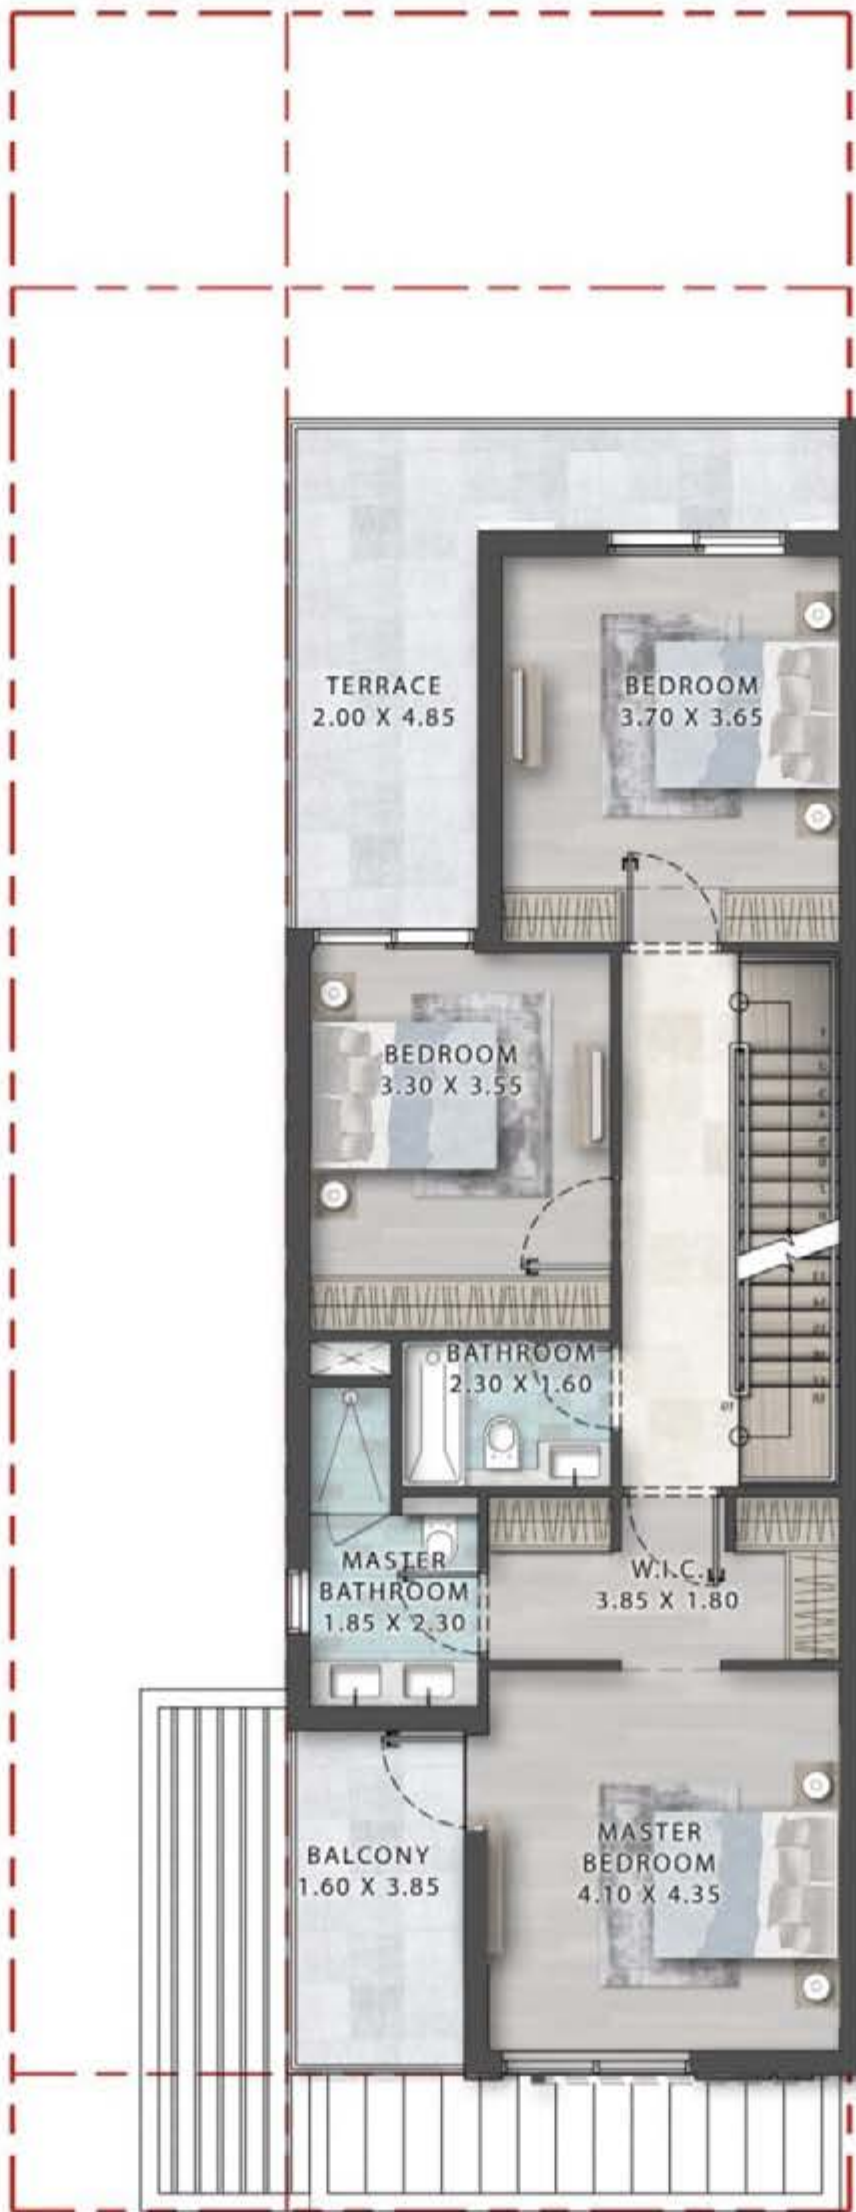 TERRACE
2.00 X 4.85
BEDROOM
3.70 X 3.65
BEDROOM
3.30 X 3.55
BATHROOM
2.30 X 1.60
MASTER
BATHROOM
1.85 X 2.30
W.I.C.
3.85 X 1.80
BALCONY
1.60 X 3.85
MASTER
BEDROOM
4.10 X 4.35